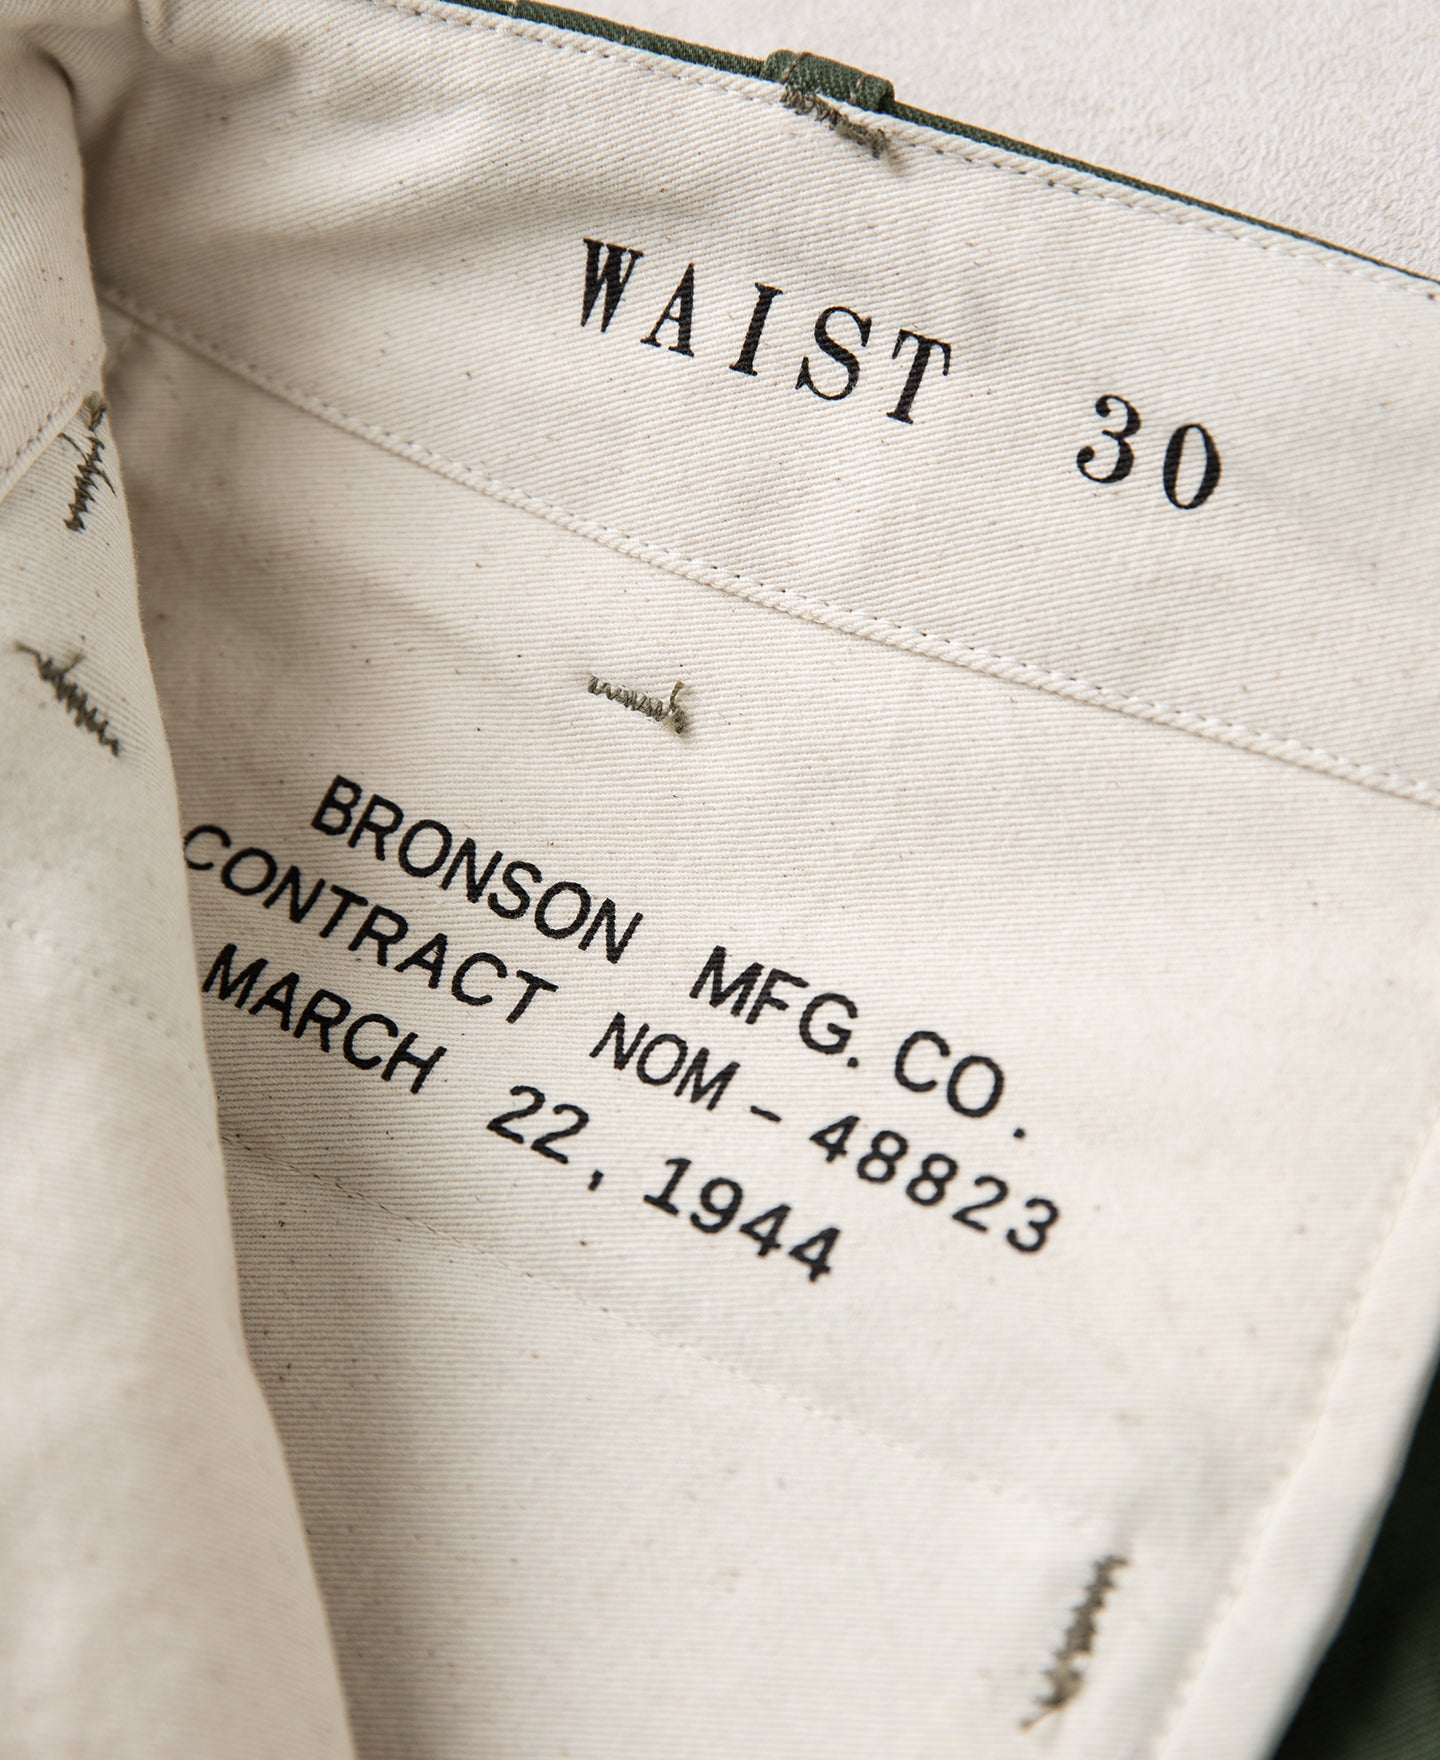 WAIST 30
BRONSON MFG. CO.
CONTRACT NOM-48823
MARCH 22, 1944